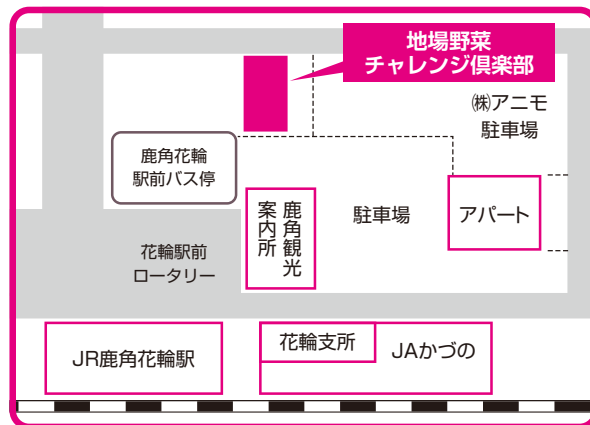 地場野菜
チャレンジ倶楽部
㈱アニモ
駐車場
鹿角花輪
駅前バス停
鹿角観光
案内所
駐車場
アパート
花輪駅前
ロータリー
JR鹿角花輪駅
花輪支所
JAかづの